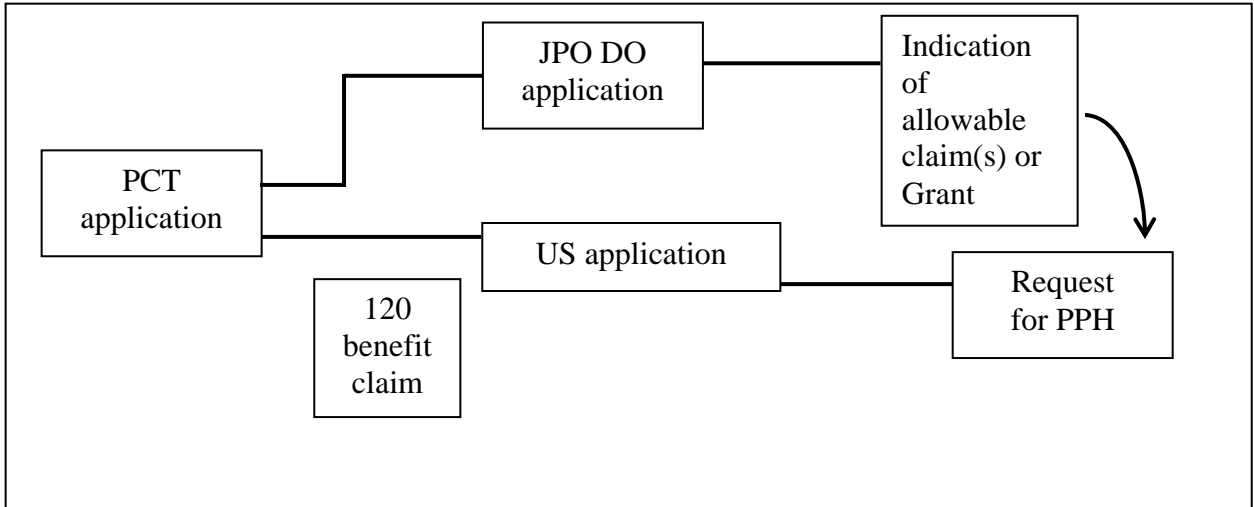 PCT
application
JPO DO
application
Indication
of
allowable
claim(s) or
Grant
US application
120
benefit
claim
Request
for PPH